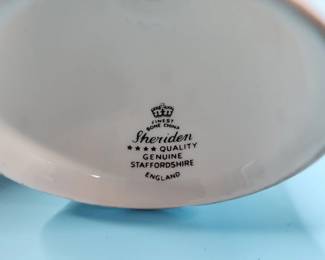 FINEST
BONE CHINA
Sheriden
★★★★ QUALITY
GENUINE
STAFFORDSHIRE
ENGLAND